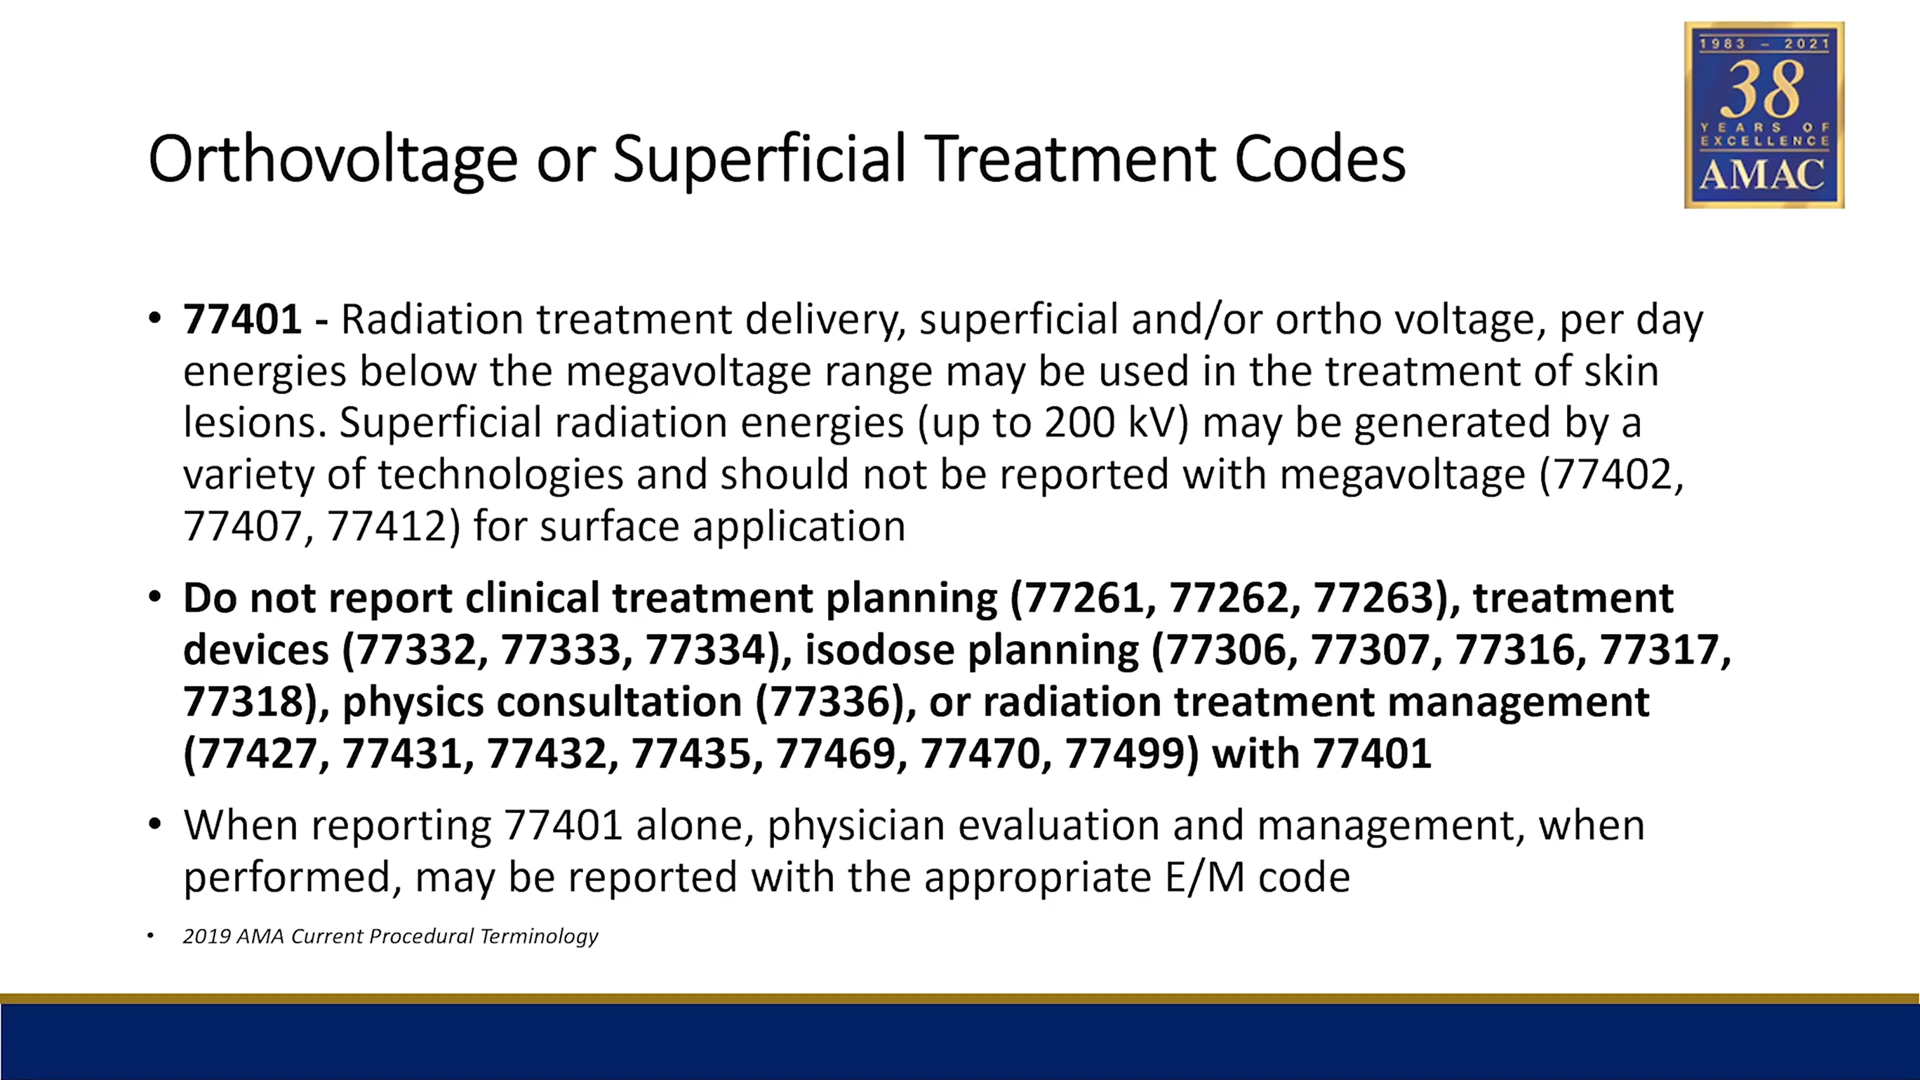 1983 – 2021
38
YEARS OF
EXCELLENCE
AMAC
Orthovoltage or Superficial Treatment Codes
• 77401 - Radiation treatment delivery, superficial and/or ortho voltage, per day
energies below the megavoltage range may be used in the treatment of skin
lesions. Superficial radiation energies (up to 200 kV) may be generated by a
variety of technologies and should not be reported with megavoltage (77402,
77407, 77412) for surface application
• Do not report clinical treatment planning (77261, 77262, 77263), treatment
devices (77332, 77333, 77334), isodose planning (77306, 77307, 77316, 77317,
77318), physics consultation (77336), or radiation treatment management
(77427, 77431, 77432, 77435, 77469, 77470, 77499) with 77401
• When reporting 77401 alone, physician evaluation and management, when
performed, may be reported with the appropriate E/M code
• 2019 AMA Current Procedural Terminology